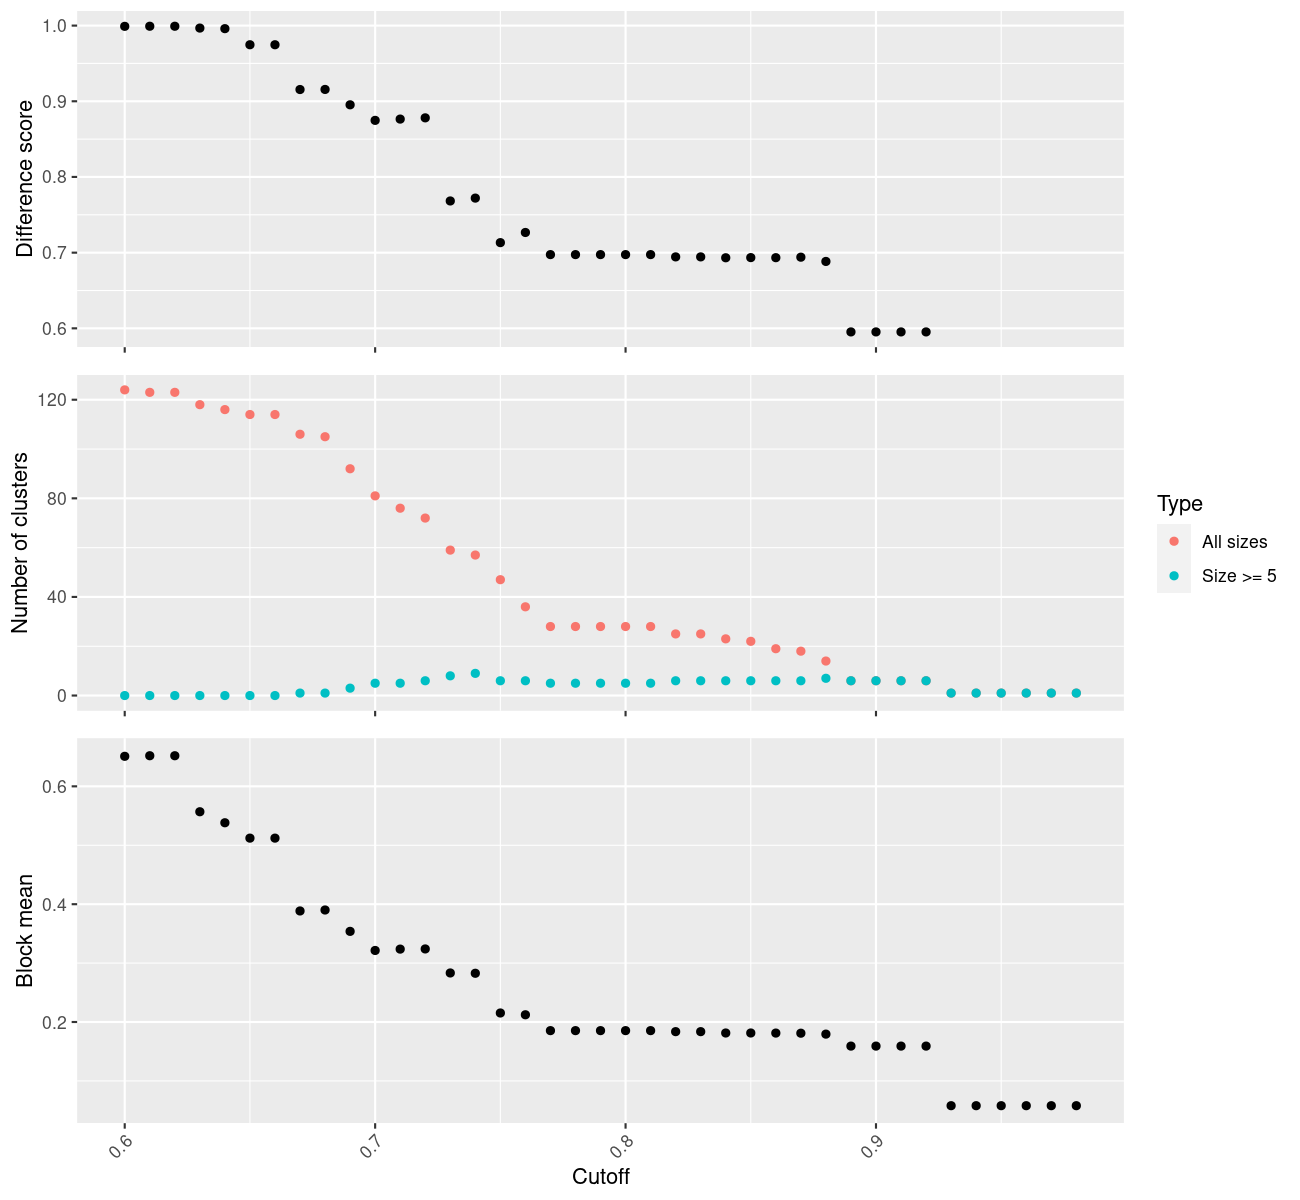 1.0
0.9
0.8
0.7
0.6
Difference score
120
80
40
0
Number of clusters
Type
All sizes
Size >= 5
0.6
0.4
0.2
Block mean
0.6
0.7
0.8
0.9
Cutoff